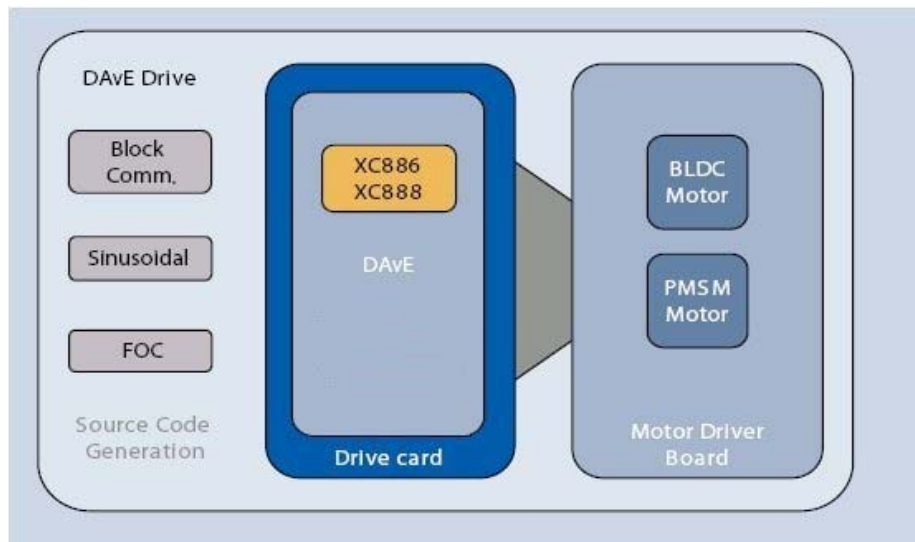 DAvE Drive
Block
Comm.
Sinusoidal
FOC
Source Code
Generation
XC886
XC888
DAvE
Drive card
BLDC
Motor
PMSM
Motor
Motor Driver
Board